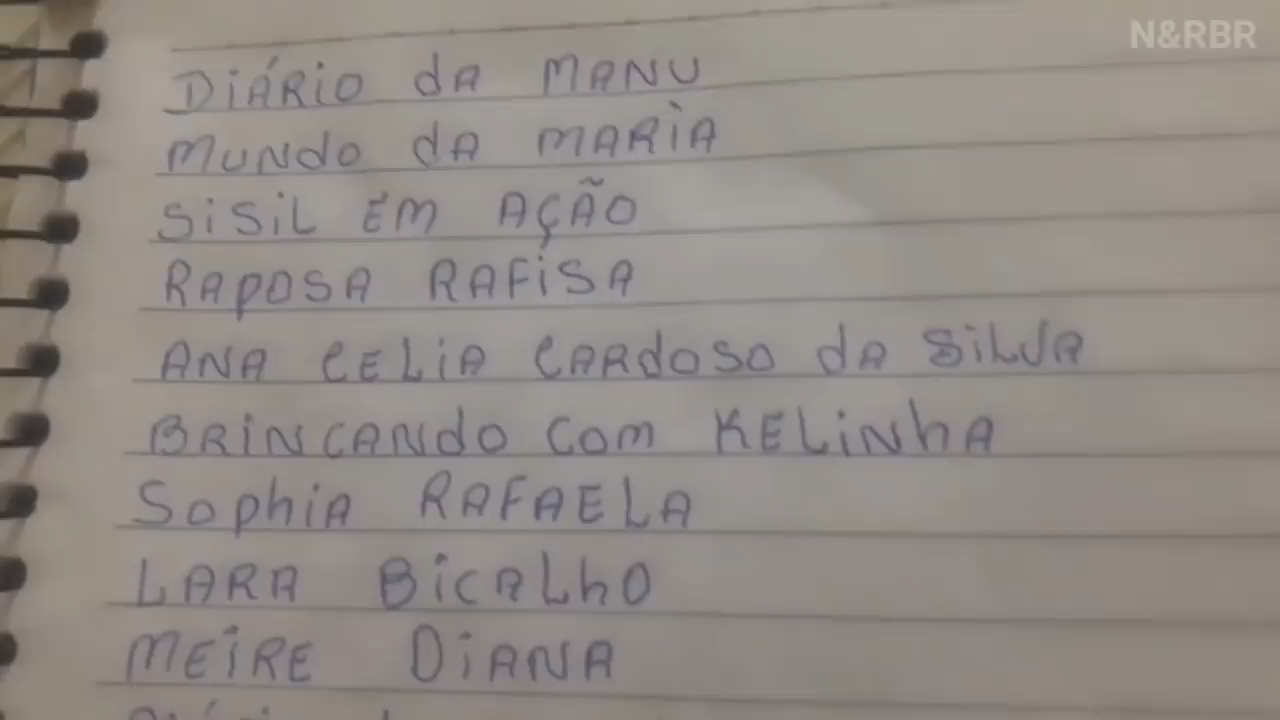 N&RBR
DiáRio dA MANU
MUNdo dA MARiA
SiSiL EM AÇÃO
RApOSA RAFiSA
ANA CELiA CARdOSO dA SiLVA
BRiNCANdO COM KELiNhA
SophiA RAFAELA
LARA BiCALhO
MEiRE DiANA